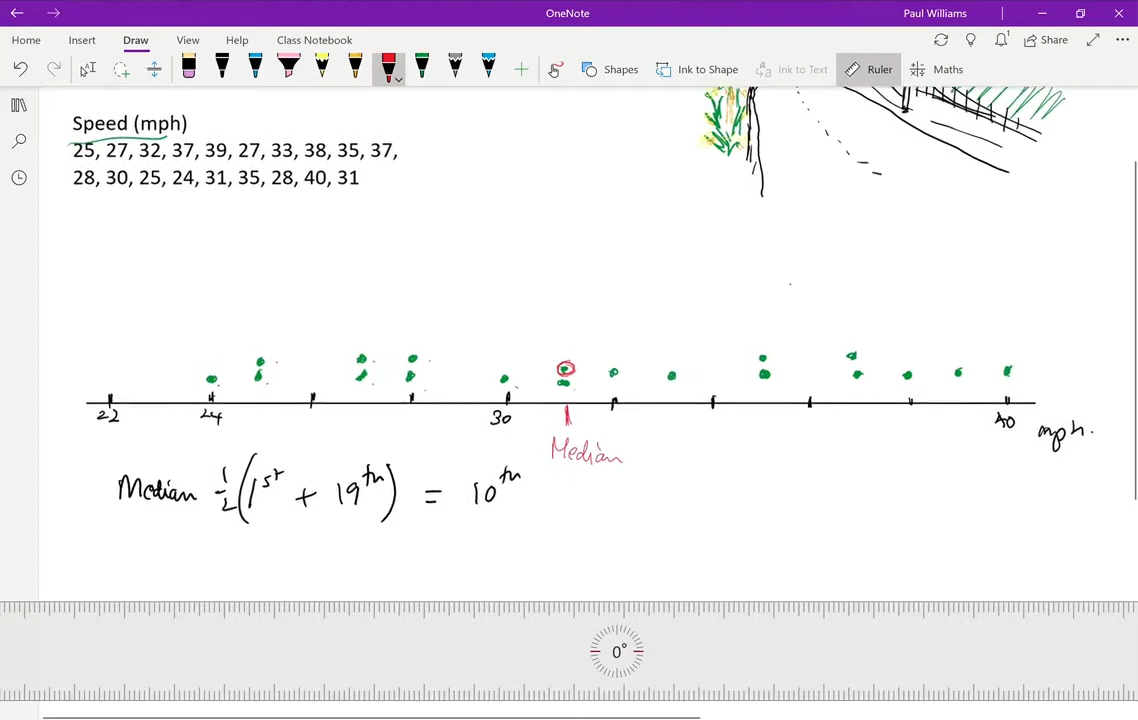 OneNote
Paul Williams
Home Insert Draw View Help Class Notebook
Share
Shapes Ink to Shape Ink to Text Ruler Maths
Speed (mph)
25, 27, 32, 37, 39, 27, 33, 38, 35, 37,
28, 30, 25, 24, 31, 35, 28, 40, 31
22 24 30 40 mph.
Median
Median 1/2 (1st + 19th) = 10th
0°